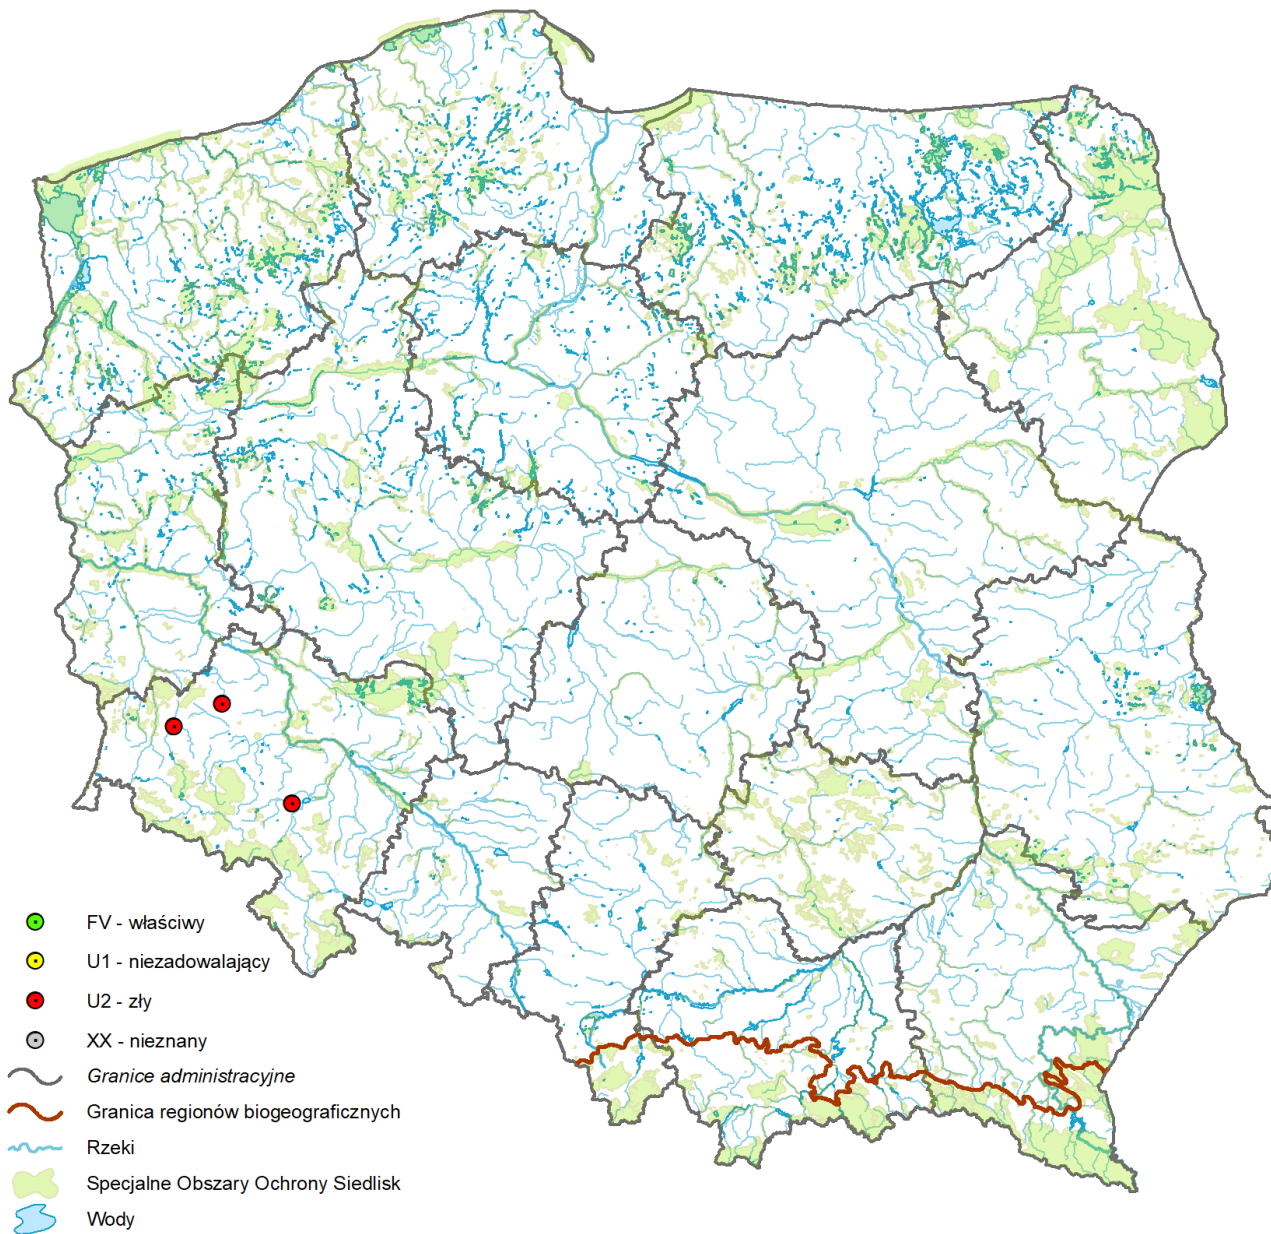 FV - właściwy
U1 - niezadowalający
U2 - zły
XX - nieznany
Granice administracyjne
Granica regionów biogeograficznych
Rzeki
Specjalne Obszary Ochrony Siedlisk
Wody